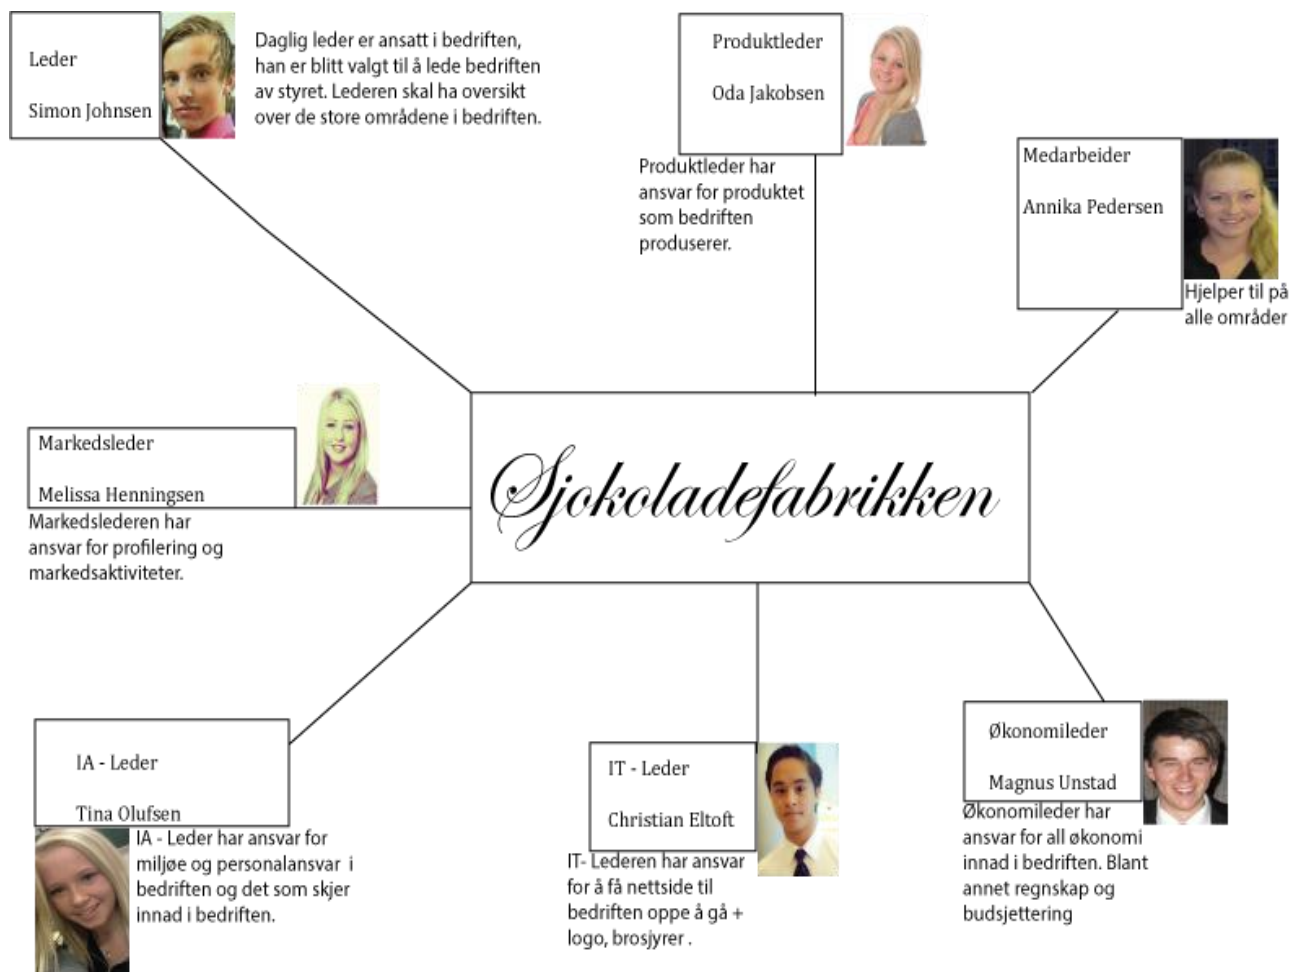 Leder
Simon Johnsen
Daglig leder er ansatt i bedriften,
han er blitt valgt til å lede bedriften
av styret. Lederen skal ha oversikt
over de store områdene i bedriften.
Produktleder
Oda Jakobsen
Produktleder har
ansvar for produktet
som bedriften
produserer.
Medarbeider
Annika Pedersen
Hjelper til på
alle områder
Markedsleder
Melissa Henningsen
Markedslederen har
ansvar for profilering og
markedsaktiviteter.
Sjokoladefabrikken
IA - Leder
Tina Olufsen
IA - Leder har ansvar for
miljøe og personalansvar i
bedriften og det som skjer
innad i bedriften.
IT - Leder
Christian Eltoft
IT- Lederen har ansvar
for å få nettside til
bedriften oppe å gå +
logo, brosjyrer .
Økonomileder
Magnus Unstad
Økonomileder har
ansvar for all økonomi
innad i bedriften. Blant
annet regnskap og
budsjettering